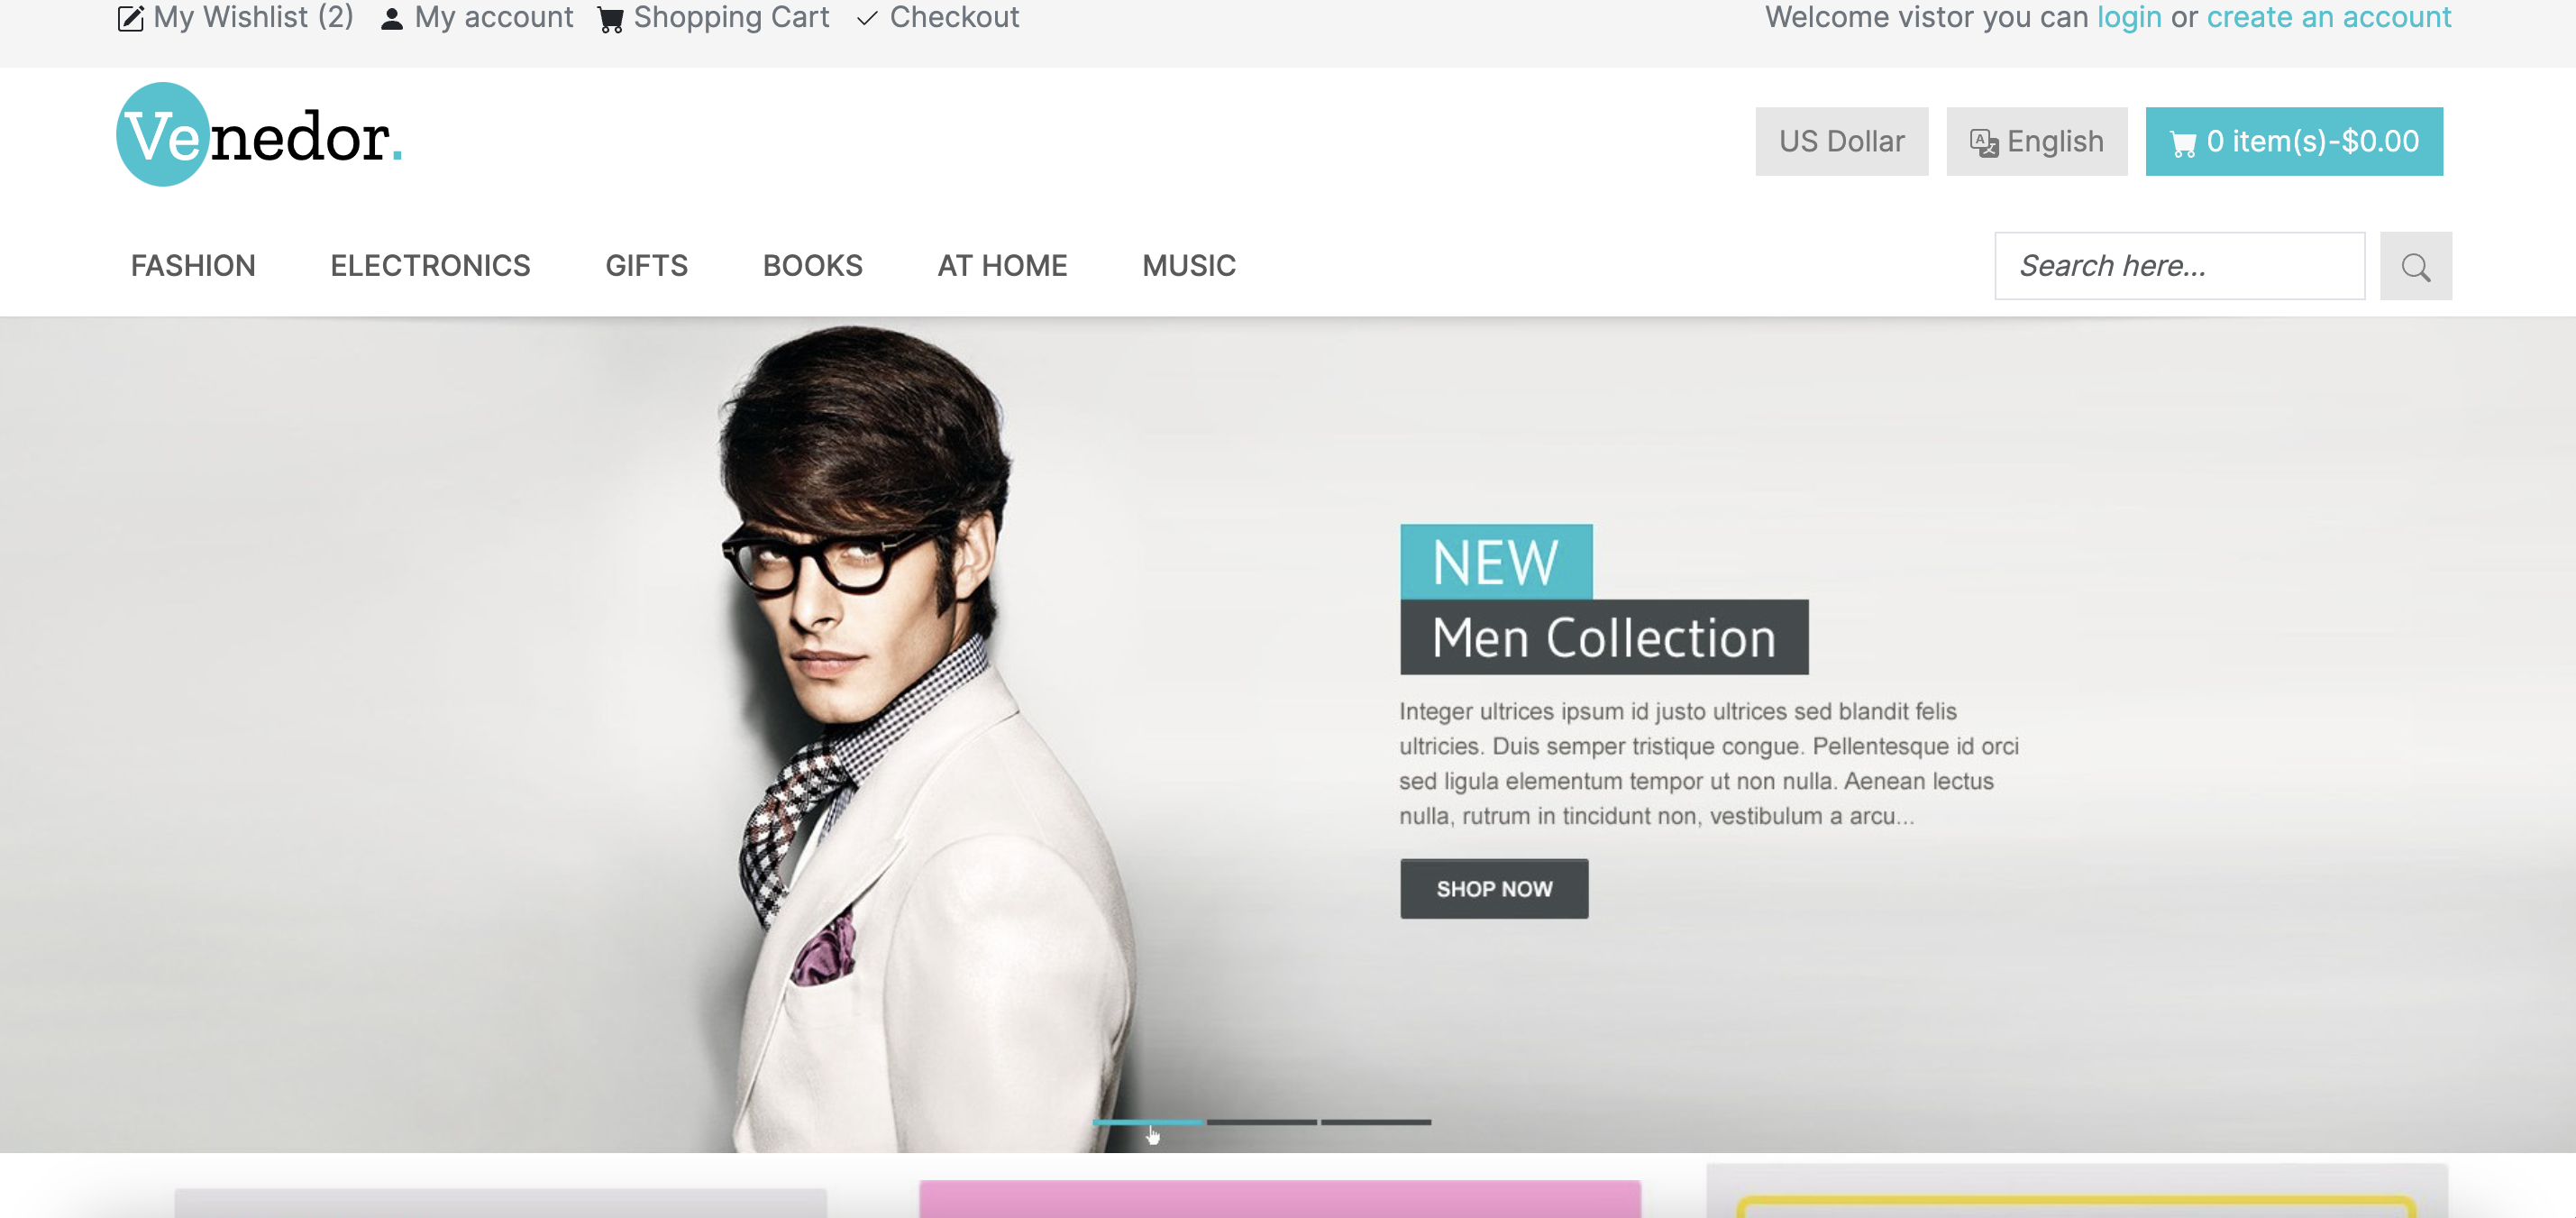 My Wishlist (2) My account Shopping Cart Checkout
Welcome vistor you can login or create an account
Venedor.
US Dollar
English
0 item(s)-$0.00
FASHION ELECTRONICS GIFTS BOOKS AT HOME MUSIC
Search here...
NEW
Men Collection
Integer ultrices ipsum id justo ultrices sed blandit felis
ultricies. Duis semper tristique congue. Pellentesque id orci
sed ligula elementum tempor ut non nulla. Aenean lectus
nulla, rutrum in tincidunt non, vestibulum a arcu...
SHOP NOW